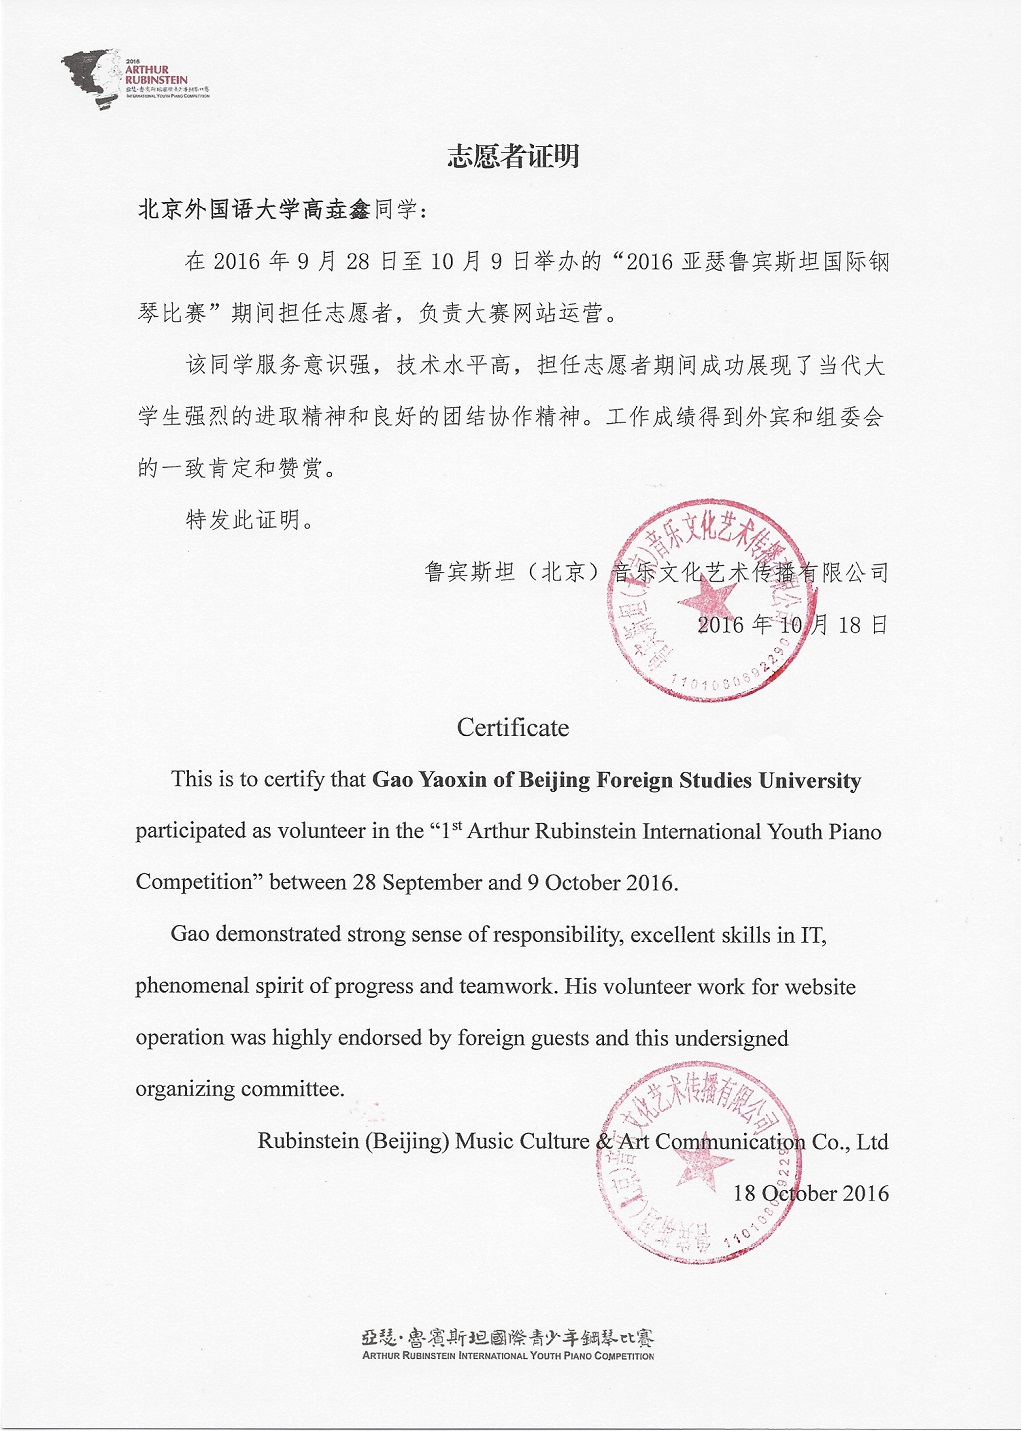 2016
ARTHUR
RUBINSTEIN
亞瑟·魯賓斯坦國際青少年鋼琴比賽
INTERNATIONAL YOUTH PIANO COMPETITION
志愿者证明
北京外国语大学高垚鑫同学：
在 2016 年 9 月 28 日至 10 月 9 日举办的“2016 亚瑟鲁宾斯坦国际钢
琴比赛”期间担任志愿者，负责大赛网站运营。
该同学服务意识强，技术水平高，担任志愿者期间成功展现了当代大
学生强烈的进取精神和良好的团结协作精神。工作成绩得到外宾和组委会
的一致肯定和赞赏。
特发此证明。
鲁宾斯坦（北京）音乐文化艺术传播有限公司
2016 年 10 月 18 日
鲁宾斯坦(北京)音乐文化艺术传播有限公司
1101080692290
Certificate
This is to certify that Gao Yaoxin of Beijing Foreign Studies University
participated as volunteer in the “1st Arthur Rubinstein International Youth Piano
Competition” between 28 September and 9 October 2016.
Gao demonstrated strong sense of responsibility, excellent skills in IT,
phenomenal spirit of progress and teamwork. His volunteer work for website
operation was highly endorsed by foreign guests and this undersigned
organizing committee.
Rubinstein (Beijing) Music Culture & Art Communication Co., Ltd
18 October 2016
鲁宾斯坦(北京)音乐文化艺术传播有限公司
亞瑟·魯賓斯坦國際青少年鋼琴比賽
ARTHUR RUBINSTEIN INTERNATIONAL YOUTH PIANO COMPETITION